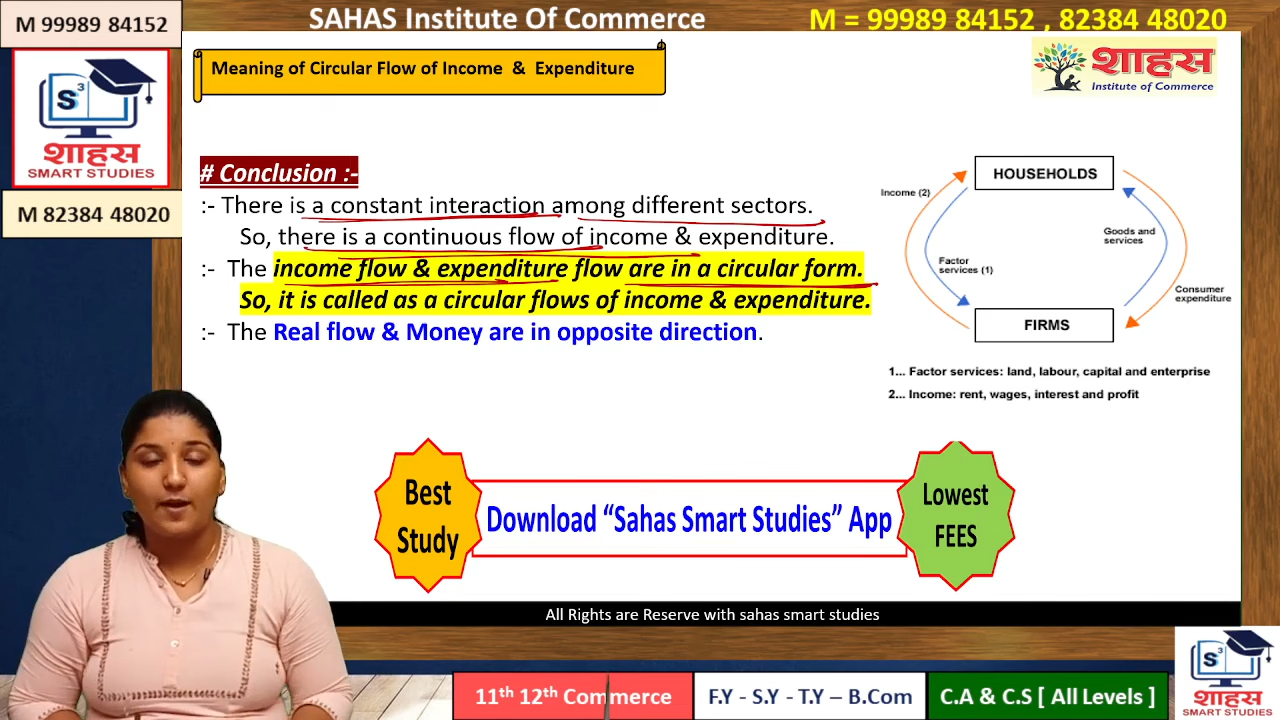 M 99989 84152
SAHAS Institute Of Commerce
M = 99989 84152 , 82384 48020
Meaning of Circular Flow of Income & Expenditure
S³
शाहस
SMART STUDIES
M 82384 48020
शाहस
Institute of Commerce
# Conclusion :-
:- There is a constant interaction among different sectors.
So, there is a continuous flow of income & expenditure.
:- The income flow & expenditure flow are in a circular form.
So, it is called as a circular flows of income & expenditure.
:- The Real flow & Money are in opposite direction.
HOUSEHOLDS
Income (2)
Goods and
services
Factor
services (1)
Consumer
expenditure
FIRMS
1... Factor services: land, labour, capital and enterprise
2... Income: rent, wages, interest and profit
Best
Study
Download “Sahas Smart Studies” App
Lowest
FEES
All Rights are Reserve with sahas smart studies
11th 12th Commerce
F.Y - S.Y - T.Y – B.Com
C.A & C.S [ All Levels ]
S³
शाहस
SMART STUDIES